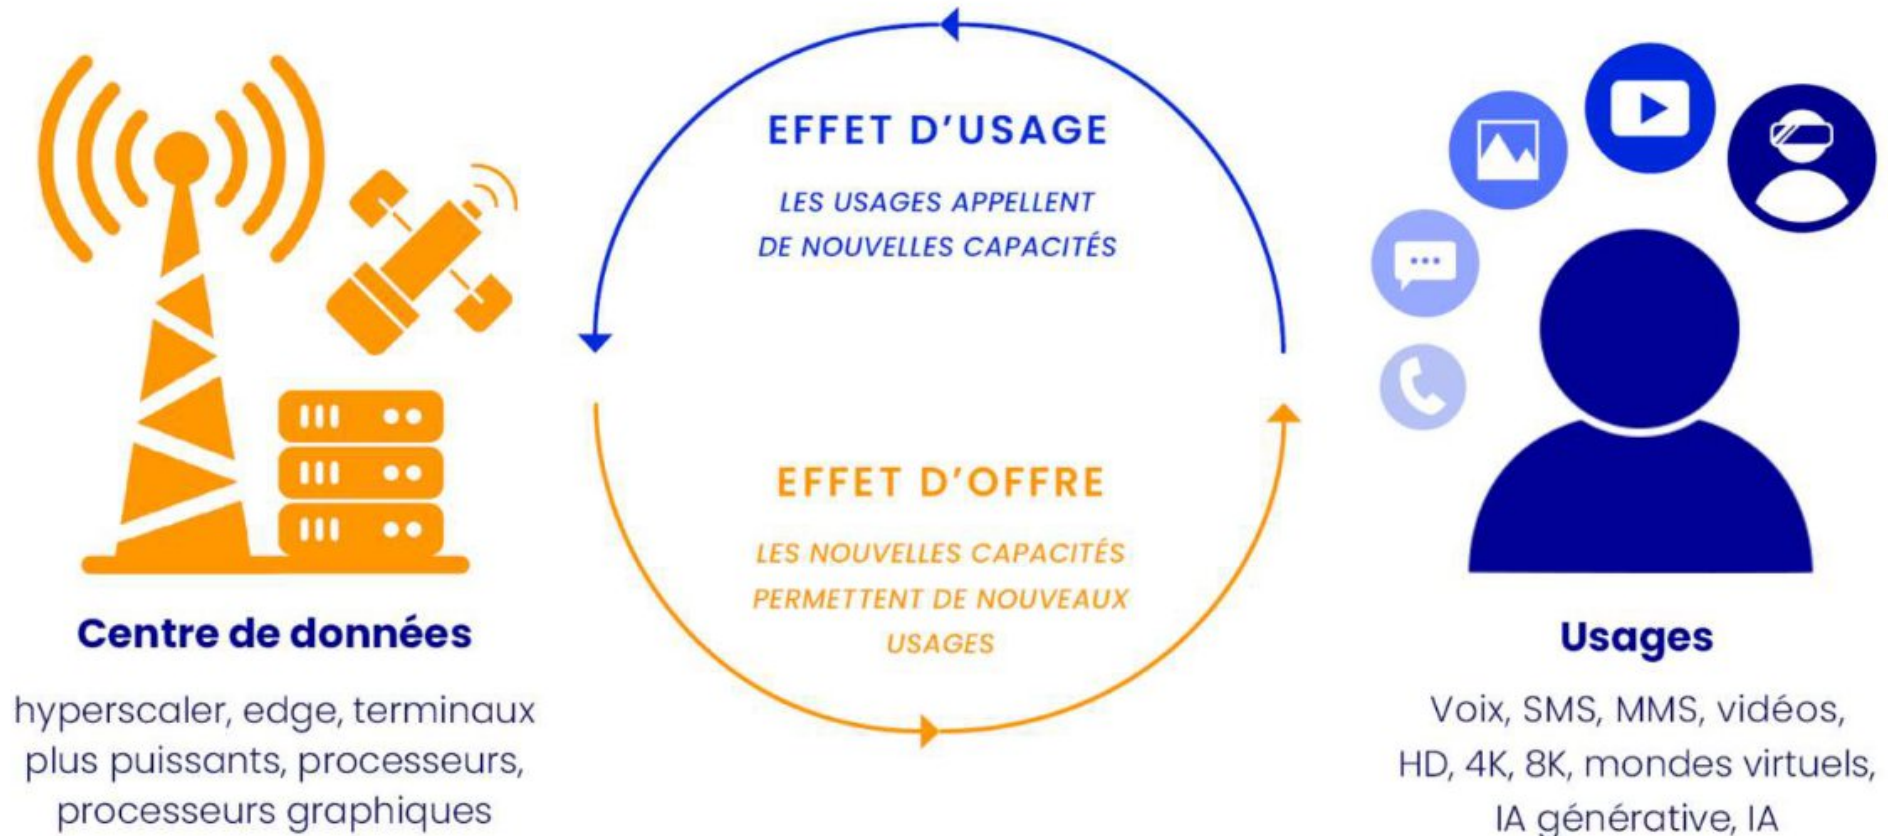 EFFET D'USAGE
LES USAGES APPELLENT
DE NOUVELLES CAPACITÉS
EFFET D'OFFRE
LES NOUVELLES CAPACITÉS
PERMETTENT DE NOUVEAUX
USAGES
Centre de données
hyperscaler, edge, terminaux
plus puissants, processeurs,
processeurs graphiques
Usages
Voix, SMS, MMS, vidéos,
HD, 4K, 8K, mondes virtuels,
IA générative, IA